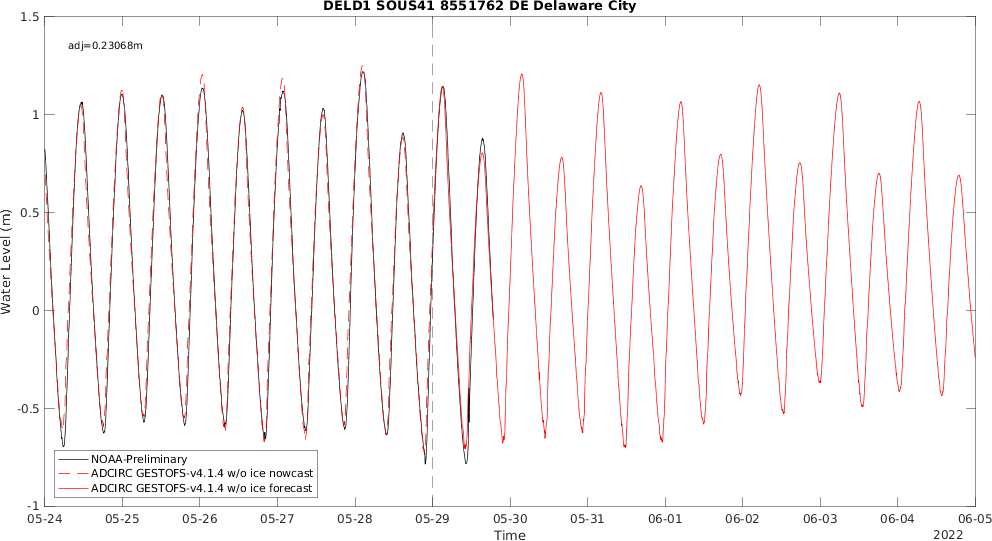 DELD1 SOUS41 8551762 DE Delaware City
adj=0.23068m
1.5
1
0.5
0
-0.5
-1
Water Level (m)
NOAA-Preliminary
ADCIRC GESTOFS-v4.1.4 w/o ice nowcast
ADCIRC GESTOFS-v4.1.4 w/o ice forecast
05-24 05-25 05-26 05-27 05-28 05-29 05-30 05-31 06-01 06-02 06-03 06-04 06-05
Time
2022